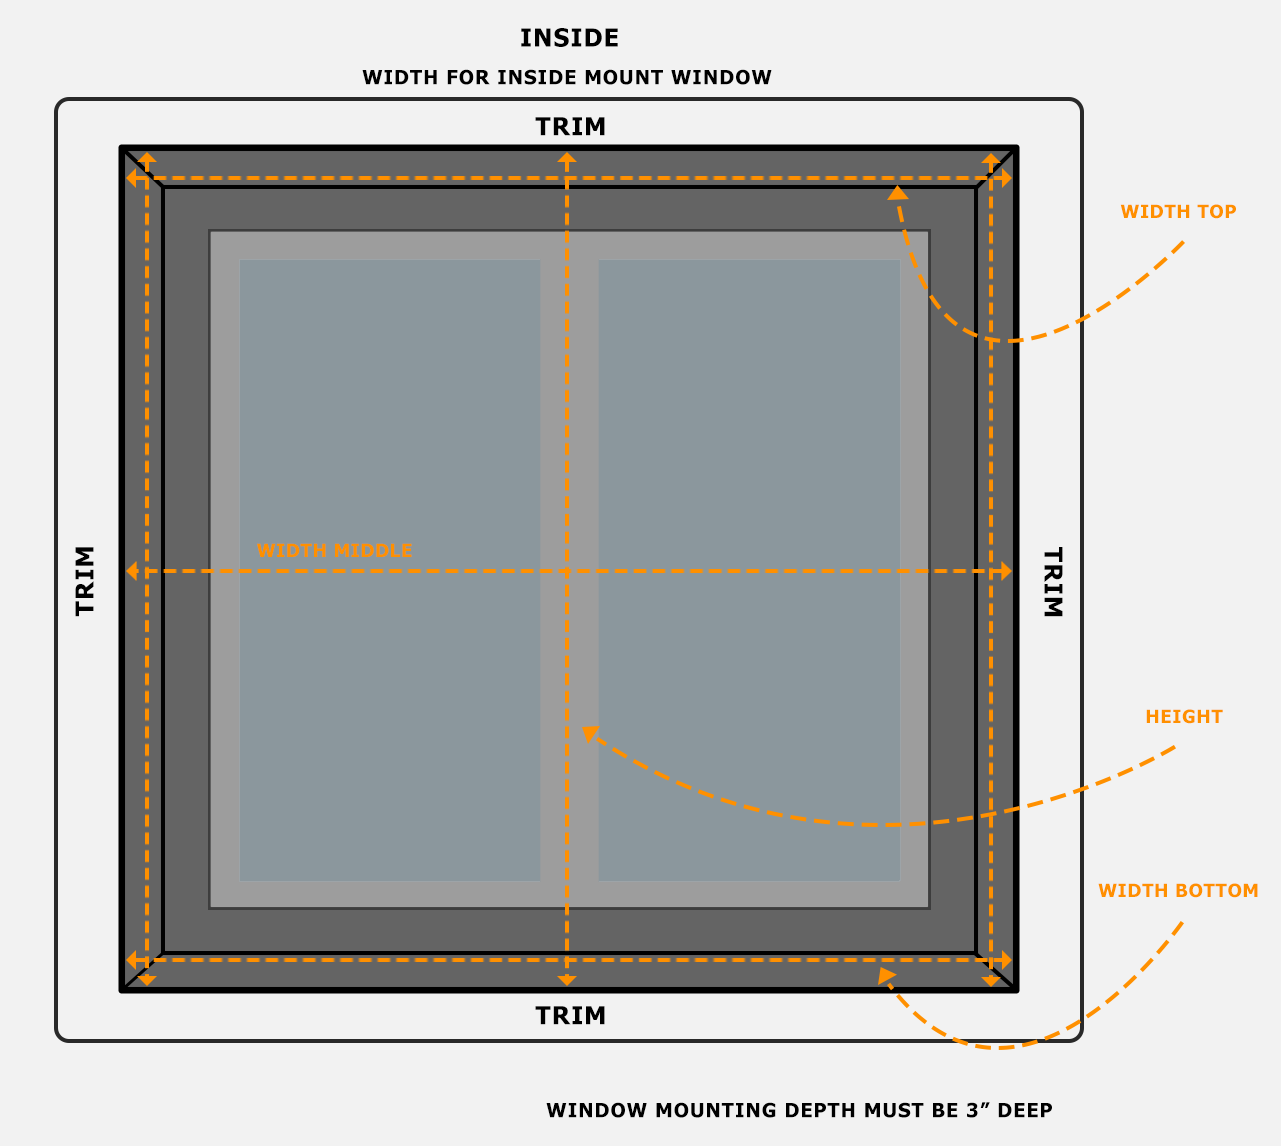 INSIDE
WIDTH FOR INSIDE MOUNT WINDOW
TRIM
WIDTH TOP
WIDTH MIDDLE
TRIM
TRIM
HEIGHT
WIDTH BOTTOM
TRIM
WINDOW MOUNTING DEPTH MUST BE 3” DEEP